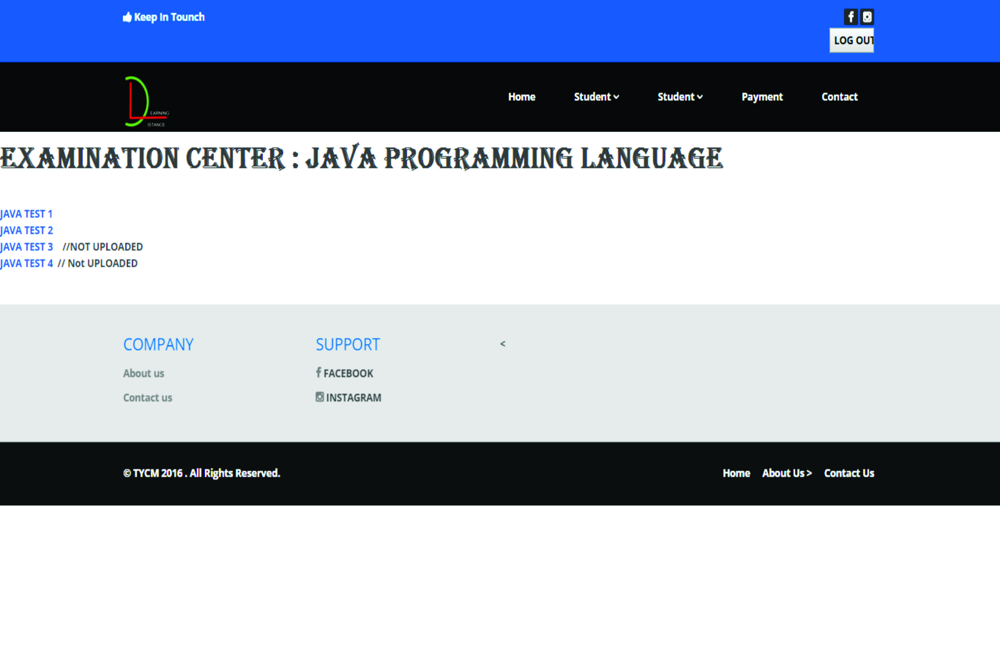 Keep In Tounch
LOG OUT
EARNING
ISTANCE
Home Student Student Payment Contact
EXAMINATION CENTER : JAVA PROGRAMMING LANGUAGE
JAVA TEST 1
JAVA TEST 2
JAVA TEST 3 //NOT UPLOADED
JAVA TEST 4 // Not UPLOADED
COMPANY
About us
Contact us
SUPPORT
FACEBOOK
INSTAGRAM
<
© TYCM 2016 . All Rights Reserved.
Home About Us > Contact Us